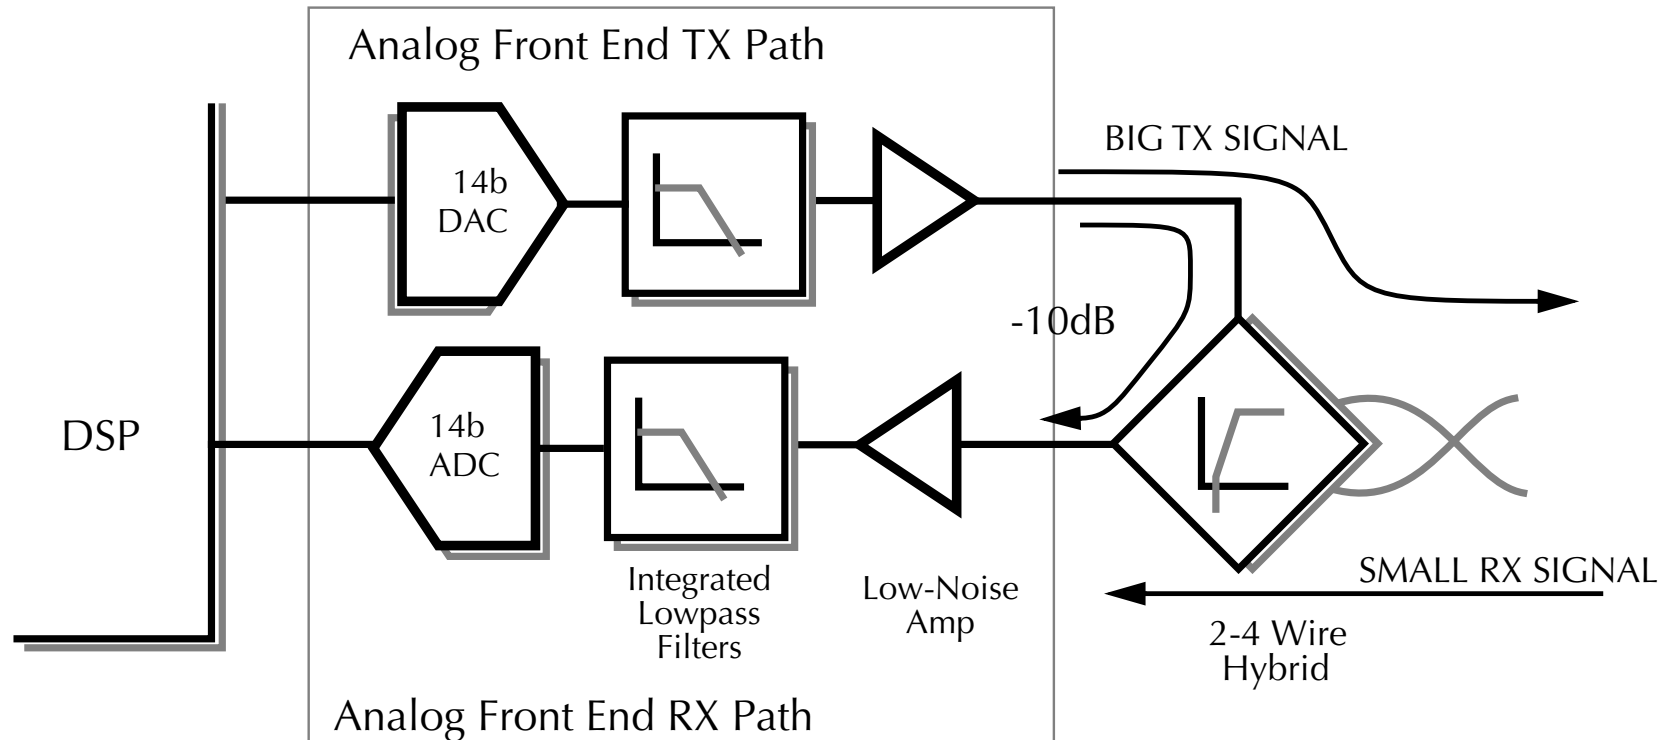 Analog Front End TX Path
BIG TX SIGNAL
14b
DAC
-10dB
DSP
14b
ADC
Integrated
Lowpass
Filters
Low-Noise
Amp
SMALL RX SIGNAL
2-4 Wire
Hybrid
Analog Front End RX Path